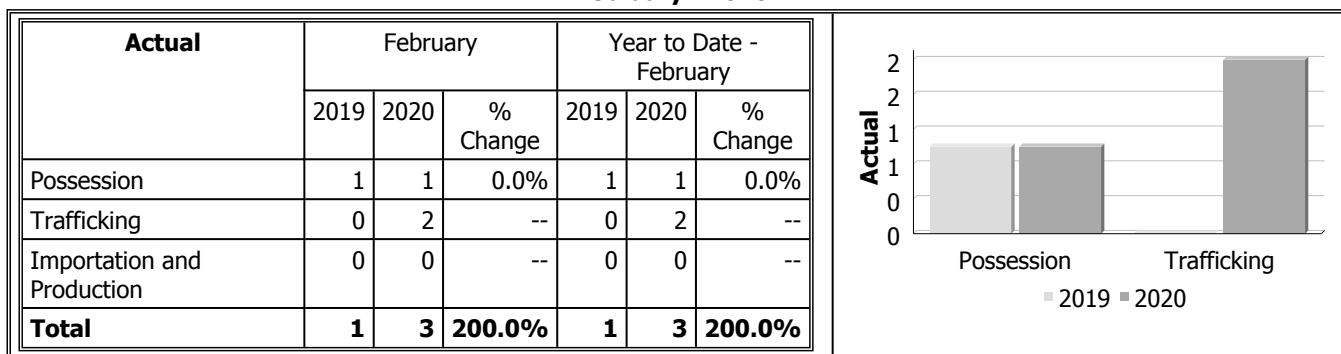 Actual February Year to Date -
February
2019 2020 % Change 2019 2020 % Change
Possession 1 1 0.0% 1 1 0.0%
Trafficking 0 2 -- 0 2 --
Importation and
Production 0 0 -- 0 0 --
Total 1 3 200.0% 1 3 200.0%
Actual
2
2
1
1
0
0
Possession Trafficking
2019 2020